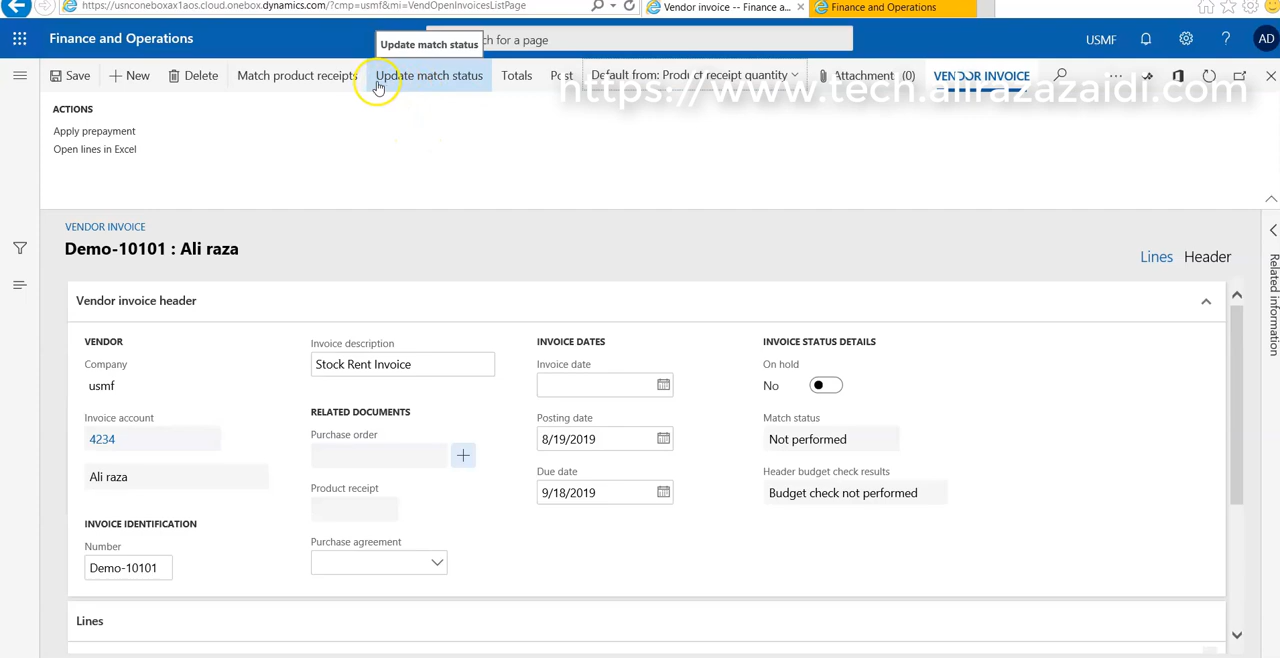 https://usnconeboxax1aos.cloud.onebox.dynamics.com/?cmp=usmf&mi=VendOpenInvoicesListPage
Vendor invoice -- Finance a...
Finance and Operations
Finance and Operations
Update match status
ch for a page
USMF
?
AD
Save
New
Delete
Match product receipts
Update match status
Totals
Post
Default from: Product receipt quantity
Attachment (0)
VENDOR INVOICE
https://www.tech.alirazazaidi.com
ACTIONS
Apply prepayment
Open lines in Excel
VENDOR INVOICE
Demo-10101 : Ali raza
Lines
Header
Related information
Vendor invoice header
VENDOR
Company
usmf
Invoice account
4234
Ali raza
INVOICE IDENTIFICATION
Number
Demo-10101
Invoice description
Stock Rent Invoice
RELATED DOCUMENTS
Purchase order
Product receipt
Purchase agreement
INVOICE DATES
Invoice date
Posting date
8/19/2019
Due date
9/18/2019
INVOICE STATUS DETAILS
On hold
No
Match status
Not performed
Header budget check results
Budget check not performed
Lines